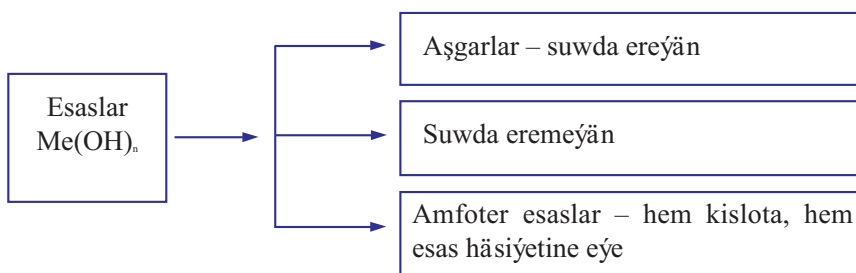 Esaslar
Me(OH)ₙ
Aşgarlar – suwda ereýän
Suwda eremeýän
Amfoter esaslar – hem kislota, hem
esas häsiýetine eýe